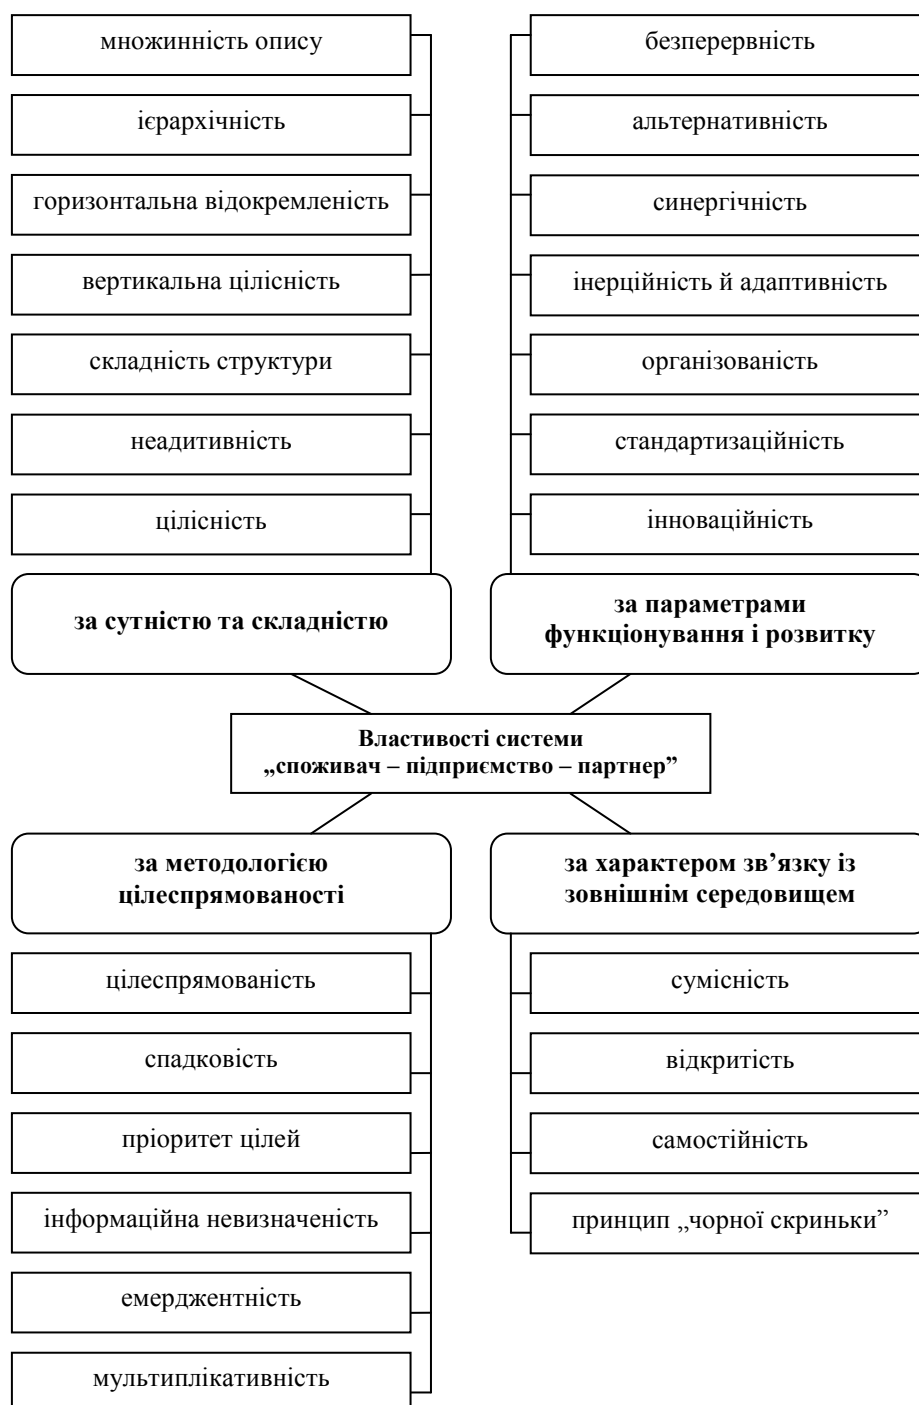 множинність опису
ієрархічність
горизонтальна відокремленість
вертикальна цілісність
складність структури
неадитивність
цілісність
за сутністю та складністю
безперервність
альтернативність
синергічність
інерційність й адаптивність
організованість
стандартизаційність
інноваційність
за параметрами
функціонування і розвитку
Властивості системи
„споживач – підприємство – партнер”
за методологією
цілеспрямованості
цілеспрямованість
спадковість
пріоритет цілей
інформаційна невизначеність
емерджентність
мультиплікативність
за характером зв’язку із
зовнішнім середовищем
сумісність
відкритість
самостійність
принцип „чорної скриньки”